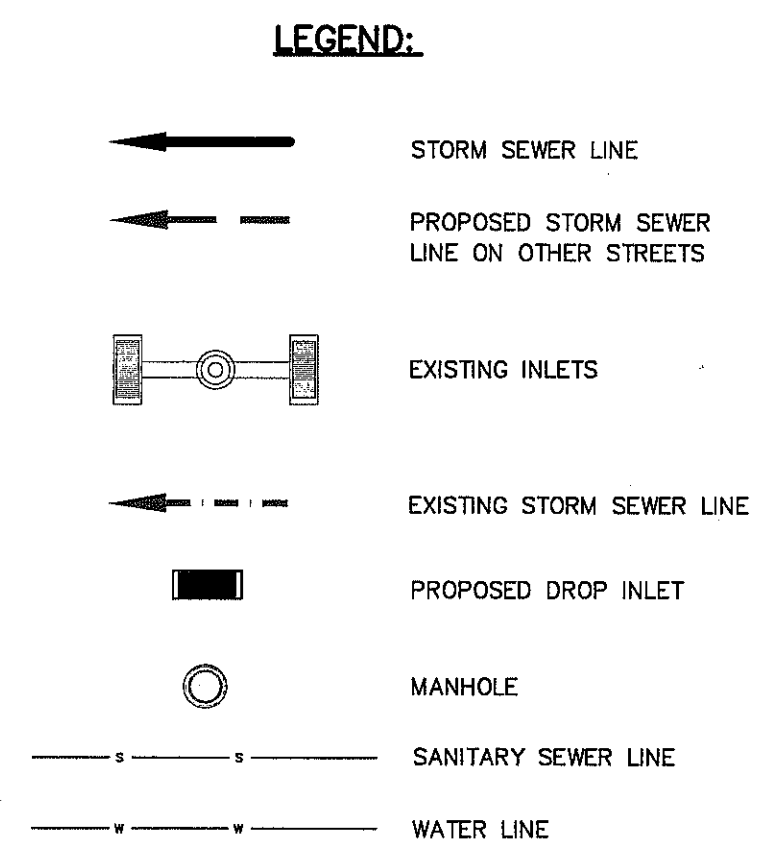 LEGEND:
STORM SEWER LINE
PROPOSED STORM SEWER
LINE ON OTHER STREETS
EXISTING INLETS
EXISTING STORM SEWER LINE
PROPOSED DROP INLET
MANHOLE
S S SANITARY SEWER LINE
W W WATER LINE